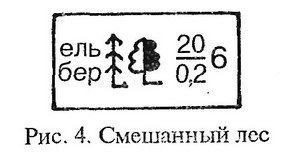 ель 20 6
бер 0,2
Рис. 4. Смешанный лес